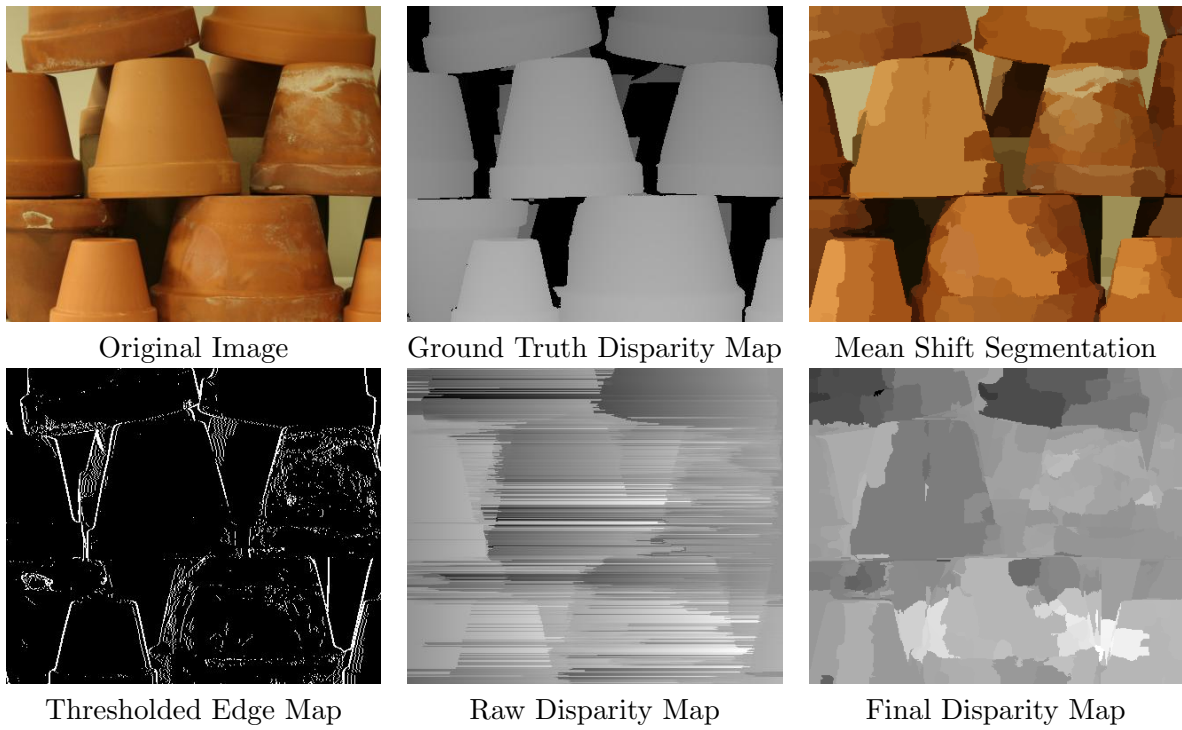 Original Image
Ground Truth Disparity Map
Mean Shift Segmentation
Thresholded Edge Map
Raw Disparity Map
Final Disparity Map